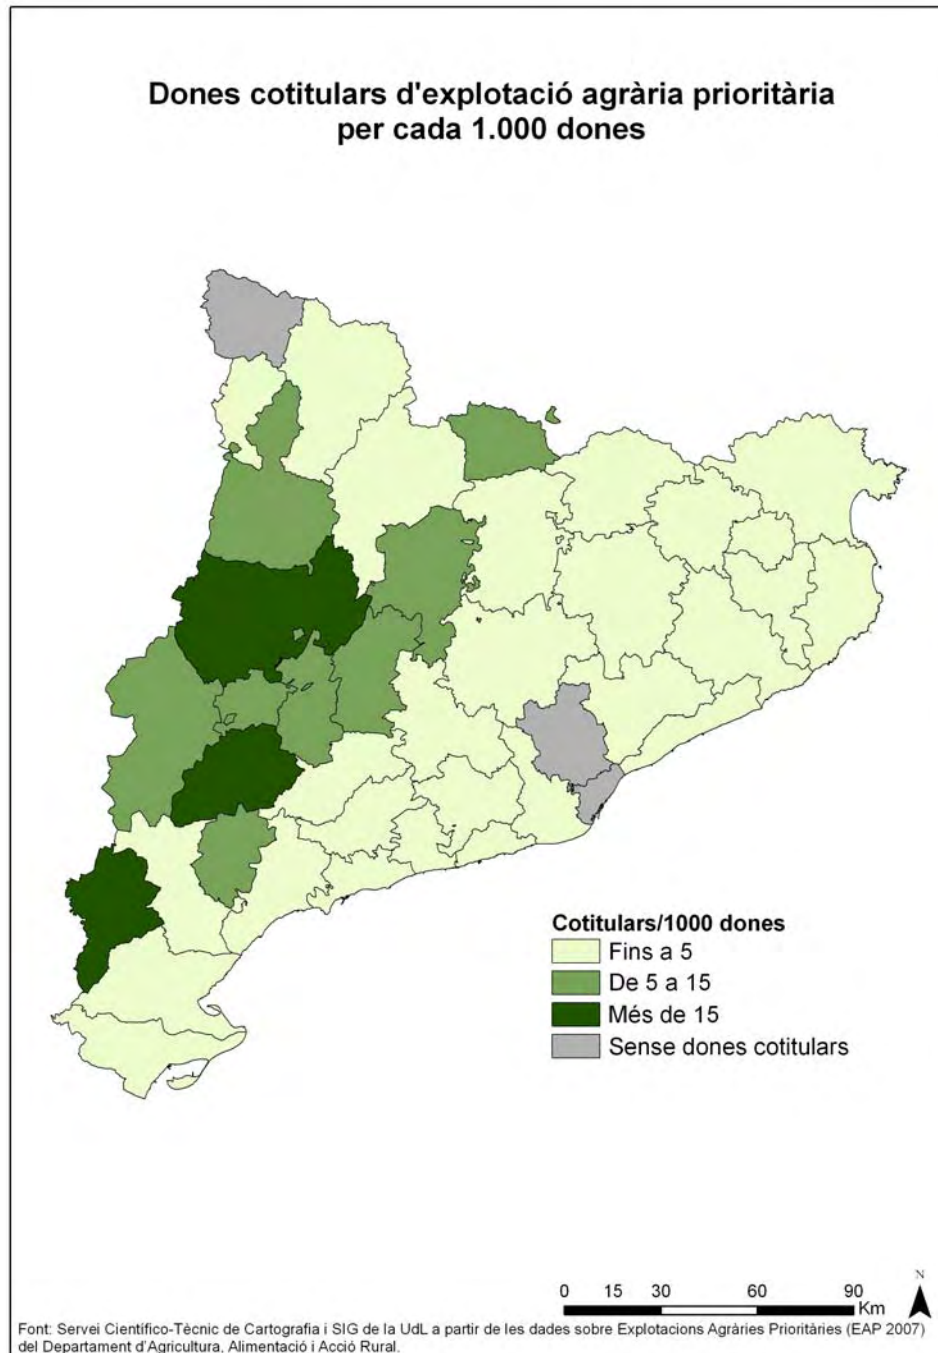 Dones cotitulars d'explotació agrària prioritària
per cada 1.000 dones
Cotitulars/1000 dones
Fins a 5
De 5 a 15
Més de 15
Sense dones cotitulars
N
0 15 30 60 90
Km
Font: Servei Científico-Tècnic de Cartografia i SIG de la UdL a partir de les dades sobre Explotacions Agràries Prioritàries (EAP 2007)
del Departament d'Agricultura, Alimentació i Acció Rural.